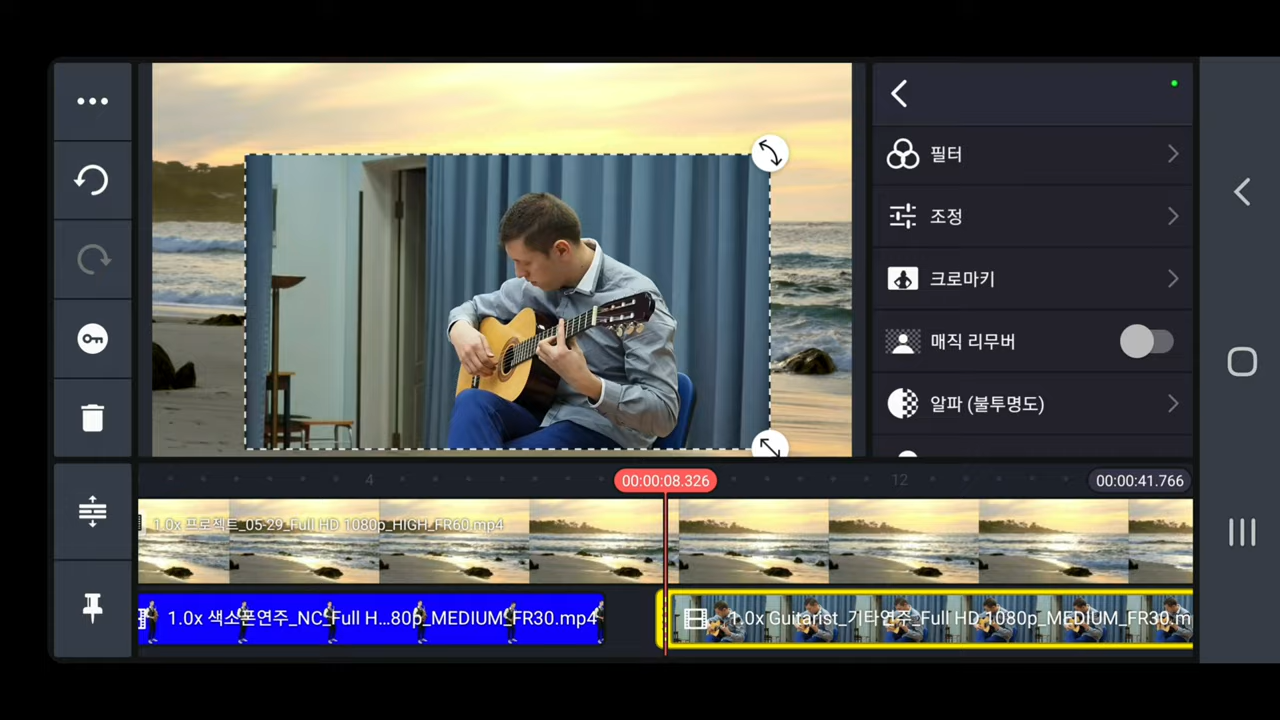 필터
조정
크로마키
매직 리무버
알파 (불투명도)
4
00:00:08.326
12
00:00:41.766
1.0x 프로젝트_05-29_Full HD 1080p_HIGH_FR60.mp4
1.0x 색소폰연주_NC_Full H...80p_MEDIUM_FR30.mp4
1.0x Guitarist_기타연주_Full HD 1080p_MEDIUM_FR30.m